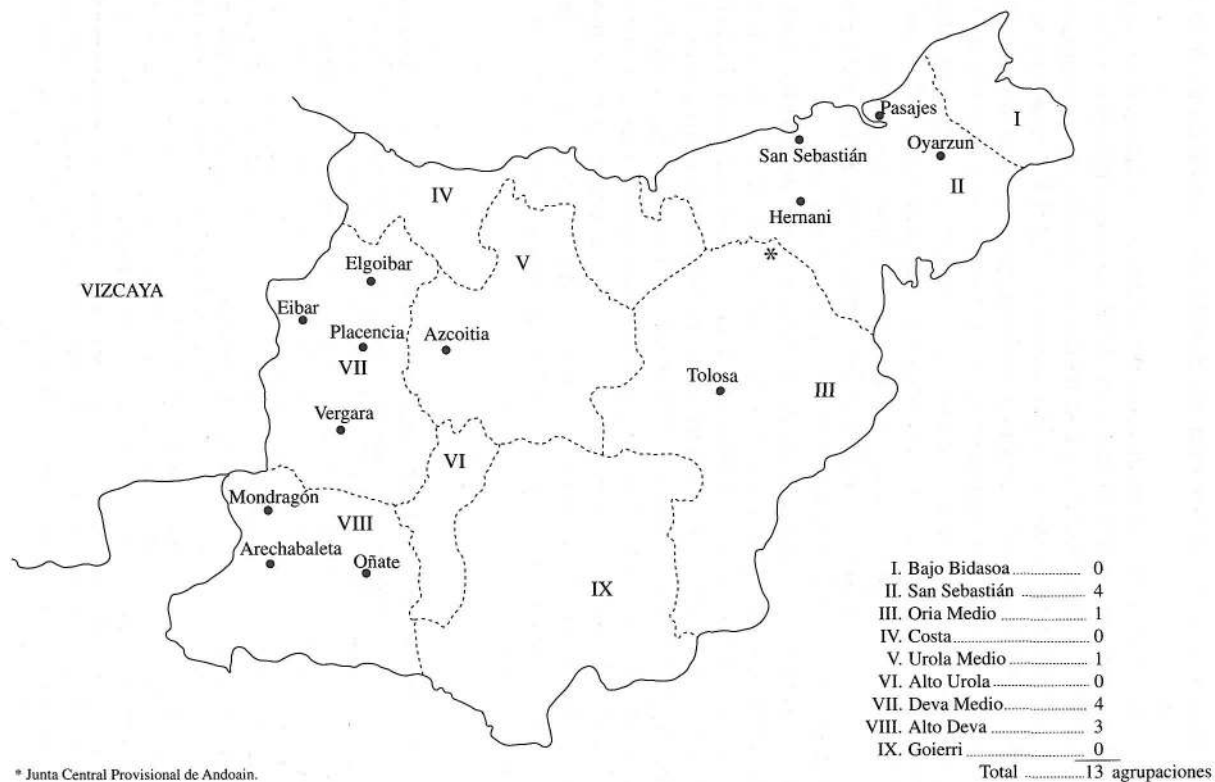 Pasajes
I
San Sebastián
Oyarzun
II
IV
Hernani
*
V
Elgoibar
VIZCAYA
Eibar
Placencia
Azcoitia
VII
Tolosa
III
Vergara
VI
Mondragón
VIII
Arechabaleta
Oñate
IX
I. Bajo Bidasoa 0
II. San Sebastián 4
III. Oria Medio 1
IV. Costa 0
V. Urola Medio 1
VI. Alto Urola 0
VII. Deva Medio 4
VIII. Alto Deva 3
IX. Goierri 0
Total 13 agrupaciones
* Junta Central Provisional de Andoain.